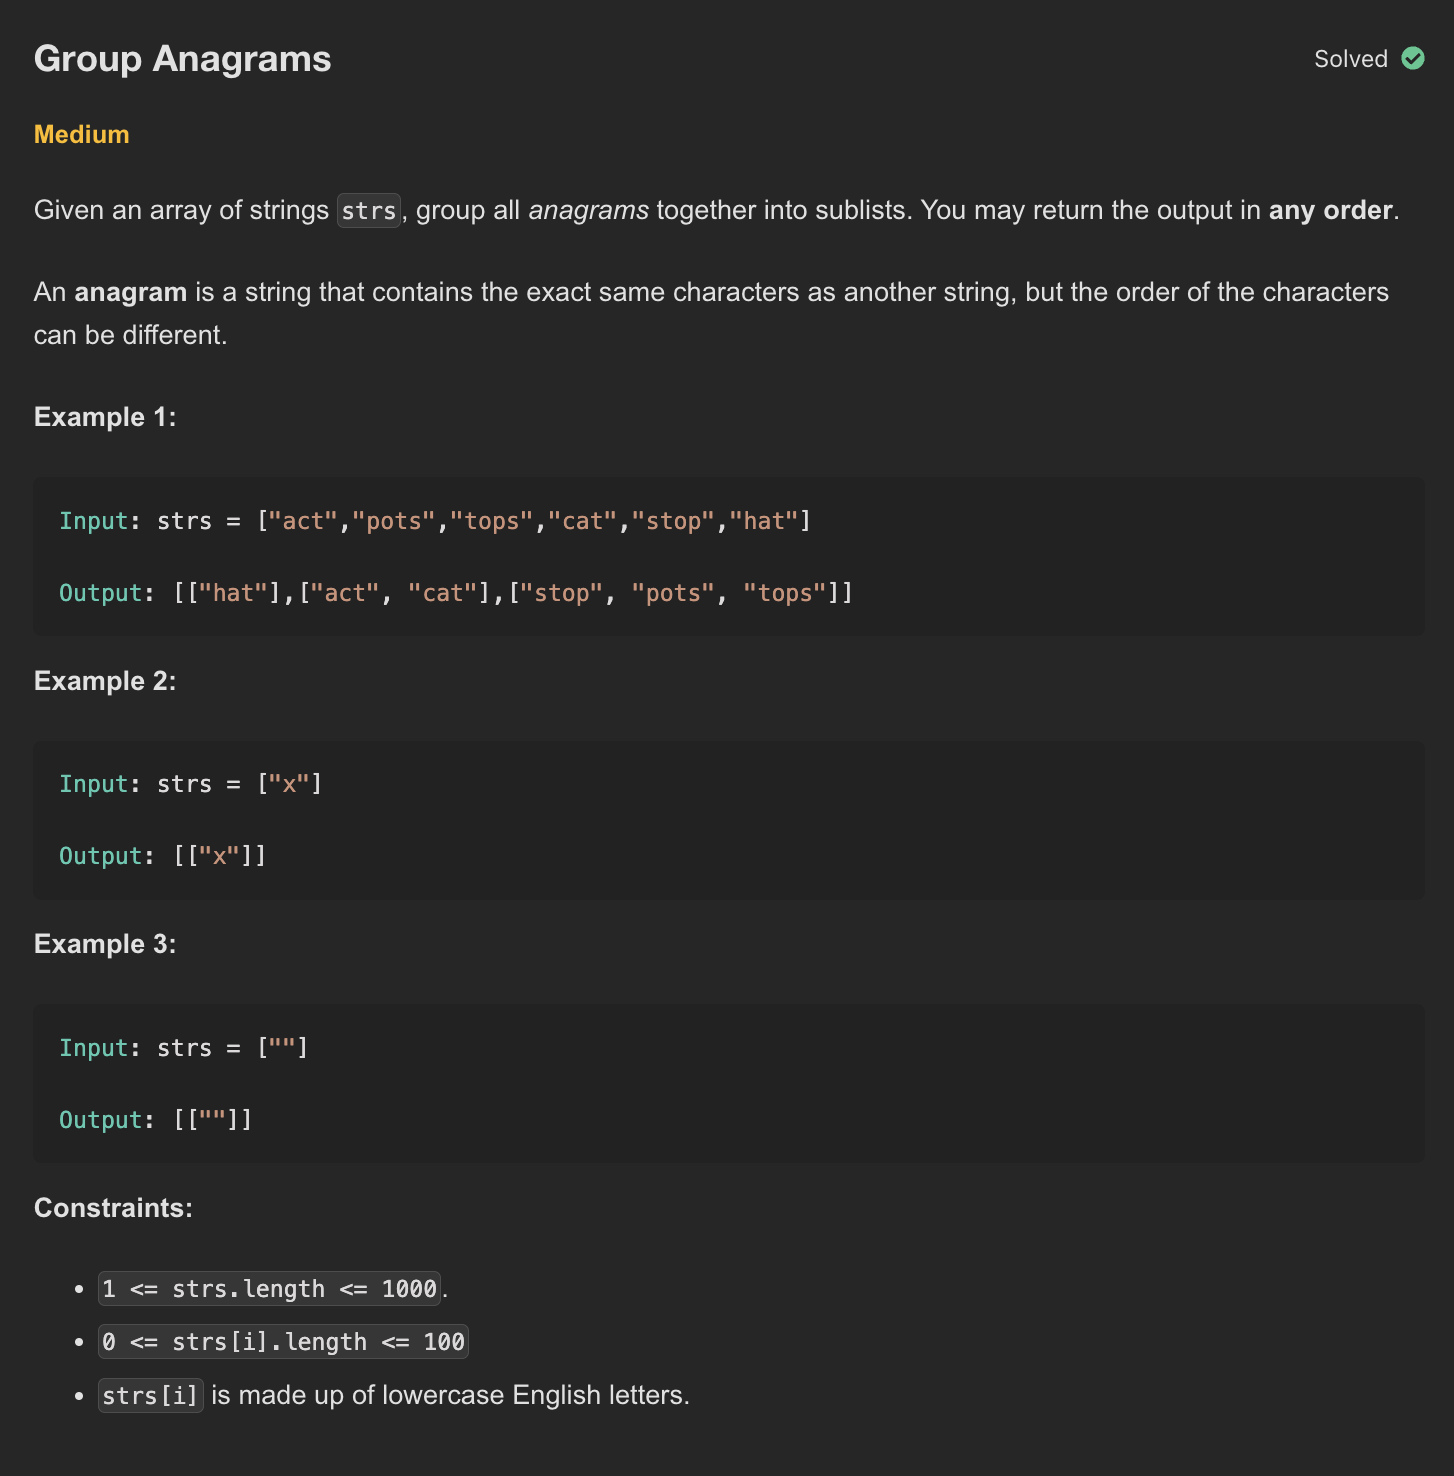 Group Anagrams
Solved
Medium
Given an array of strings strs, group all anagrams together into sublists. You may return the output in any order.
An anagram is a string that contains the exact same characters as another string, but the order of the characters
can be different.
Example 1:
Input: strs = ["act","pots","tops","cat","stop","hat"]
Output: [["hat"],["act", "cat"],["stop", "pots", "tops"]]
Example 2:
Input: strs = ["x"]
Output: [["x"]]
Example 3:
Input: strs = [""]
Output: [[""]]
Constraints:
• 1 <= strs.length <= 1000.
• 0 <= strs[i].length <= 100
• strs[i] is made up of lowercase English letters.